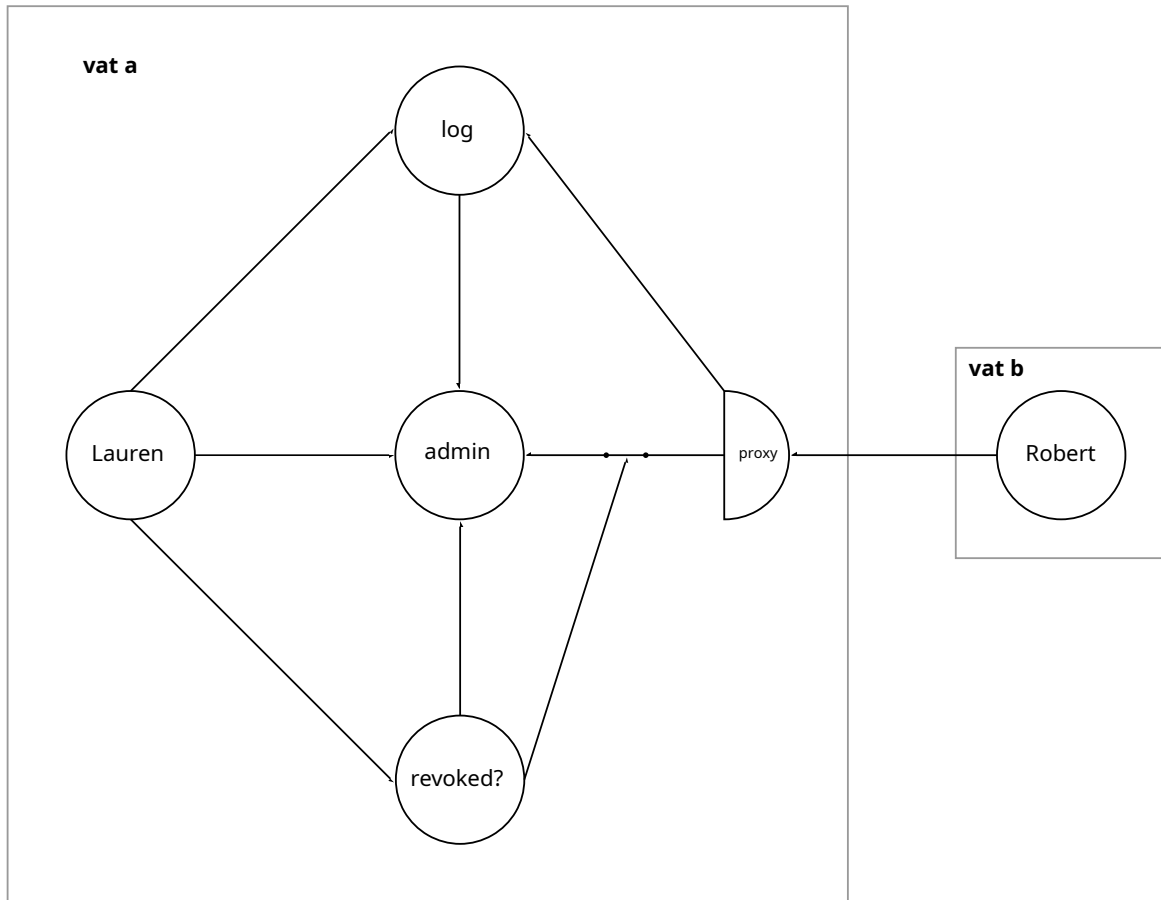 vat a
log
vat b
Lauren
admin
proxy
Robert
revoked?